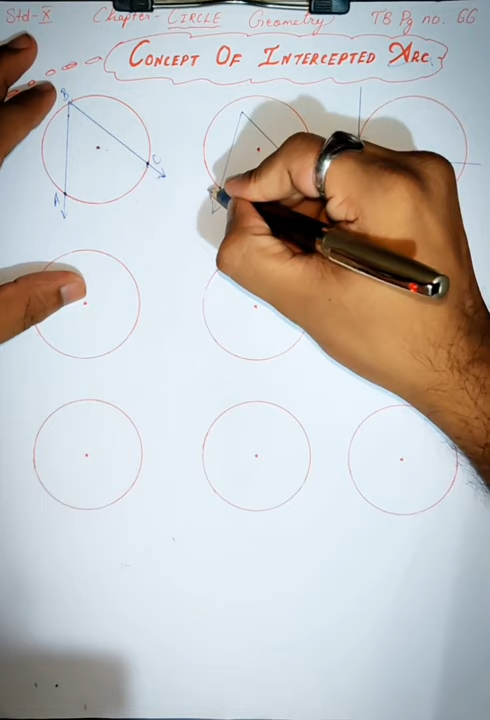 Std-X Chapter- CIRCLE Geometry TB Pg no. 66
CONCEPT OF INTERCEPTED ARC.
B
C
A